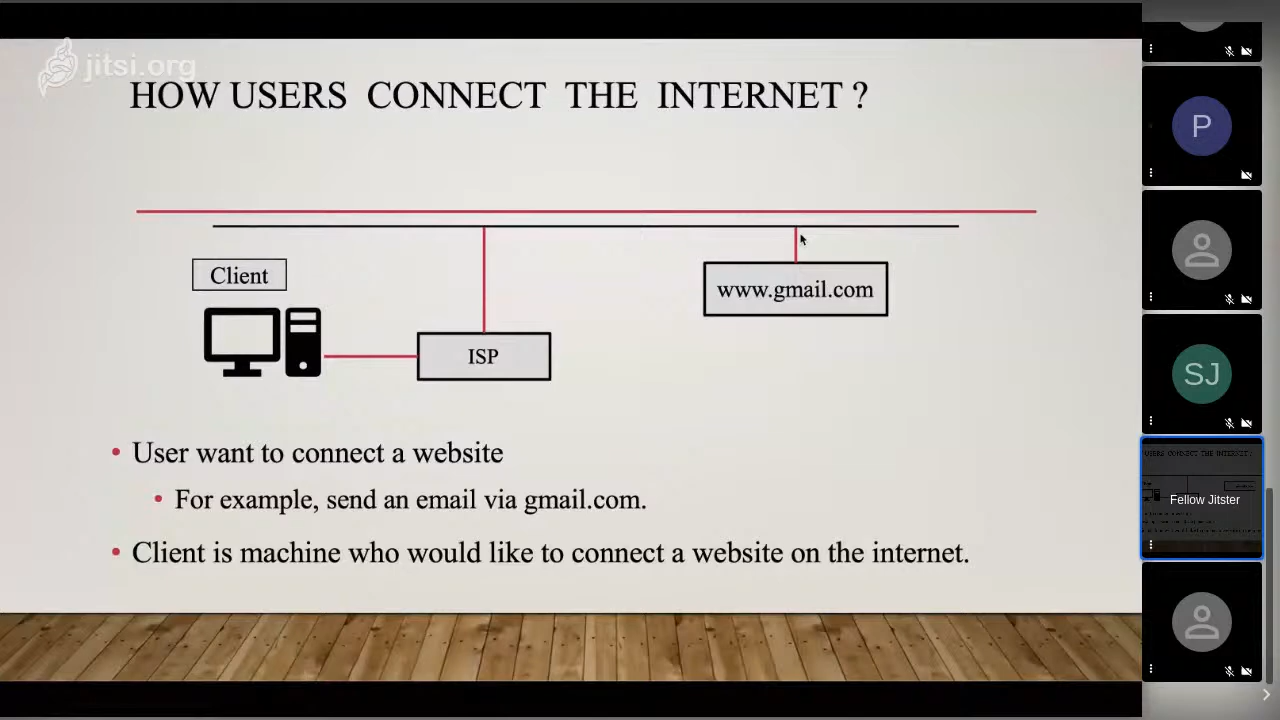 jitsi.org
HOW USERS CONNECT THE INTERNET ?
Client
www.gmail.com
ISP
• User want to connect a website
• For example, send an email via gmail.com.
• Client is machine who would like to connect a website on the internet.
P
SJ
Fellow Jitster